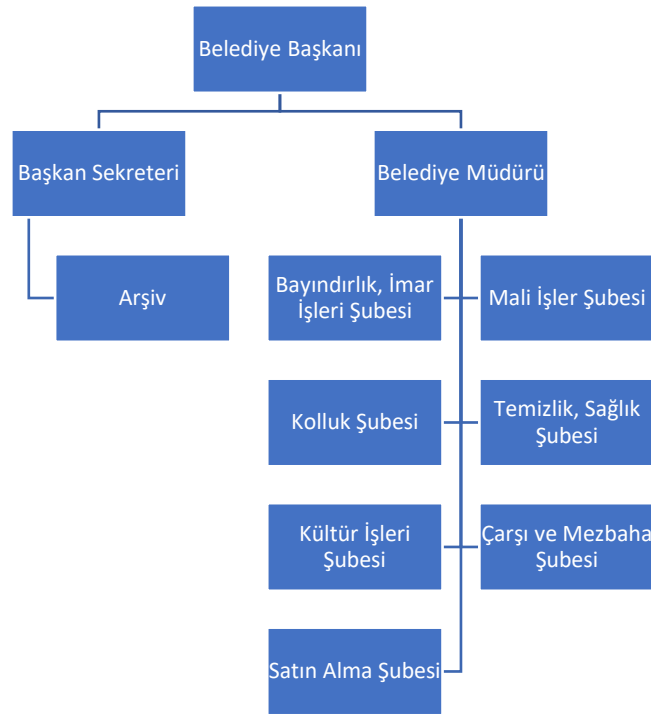 Belediye Başkanı
Başkan Sekreteri
Belediye Müdürü
Arşiv
Bayındırlık, İmar
İşleri Şubesi
Mali İşler Şubesi
Kolluk Şubesi
Temizlik, Sağlık
Şubesi
Kültür İşleri
Şubesi
Çarşı ve Mezbaha
Şubesi
Satın Alma Şubesi